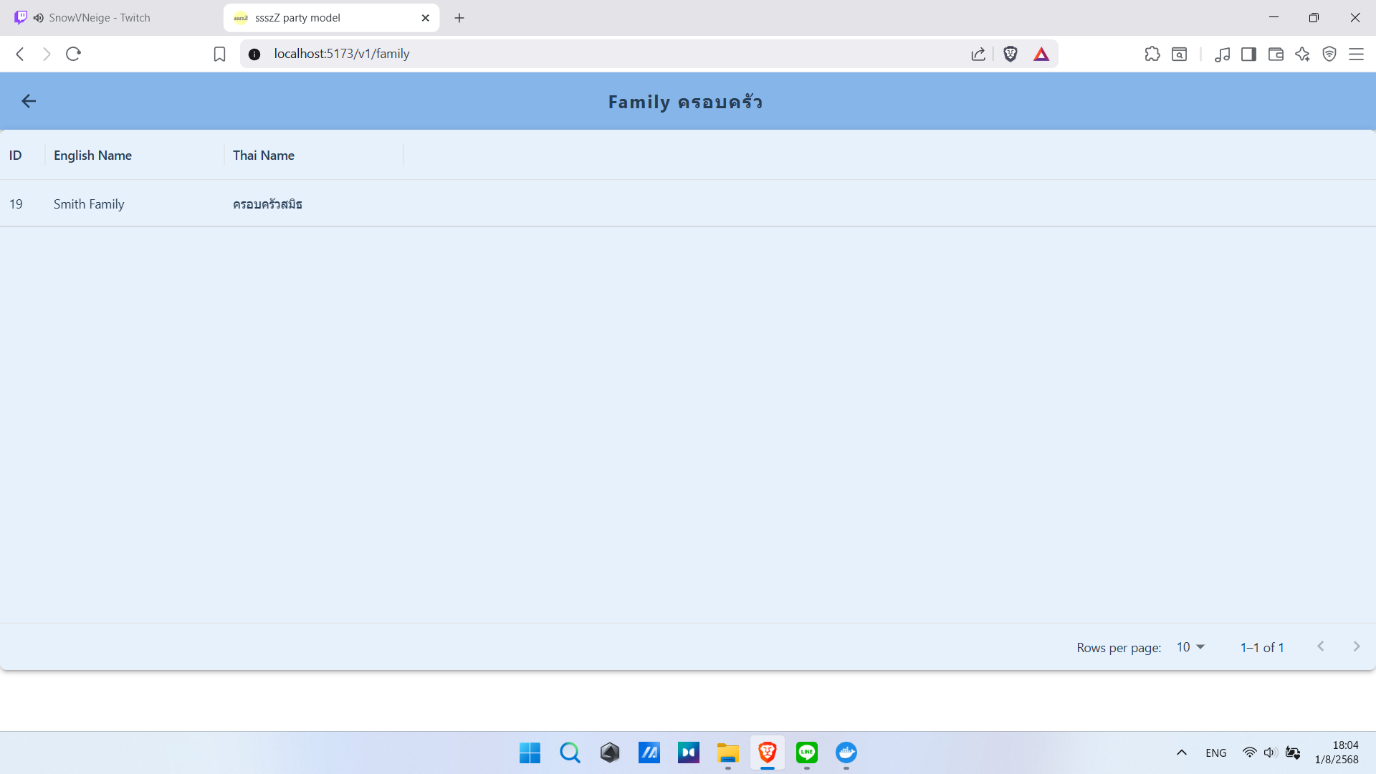 SnowVNeige - Twitch
ssszZ party model
localhost:5173/v1/family
Family ครอบครัว
ID English Name Thai Name
19 Smith Family ครอบครัวสมิธ
Rows per page: 10 1–1 of 1
LINE
ENG
18:04
1/8/2568